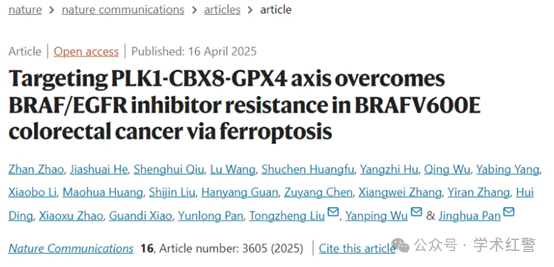 nature > nature communications > articles > article
Article | Open access | Published: 16 April 2025
Targeting PLK1-CBX8-GPX4 axis overcomes
BRAF/EGFR inhibitor resistance in BRAFV600E
colorectal cancer via ferroptosis
Zhan Zhao, Jiashuai He, Shenghui Qiu, Lu Wang, Shuchen Huangfu, Yangzhi Hu, Qing Wu, Yabing Yang,
Xiaobo Li, Maohua Huang, Shijin Liu, Hanyang Guan, Zuyang Chen, Xiangwei Zhang, Yiran Zhang, Hui
Ding, Xiaoxu Zhao, Guandi Xiao, Yunlong Pan, Tongzheng Liu, Yanping Wu & Jinghua Pan
Nature Communications 16, Article number: 3605 (2025) | Cite this article
公众号·学术红警